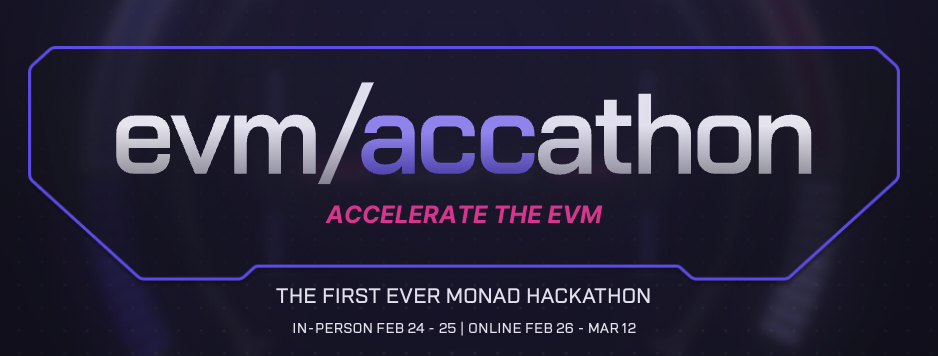 evm/accathon
ACCELERATE THE EVM
THE FIRST EVER MONAD HACKATHON
IN-PERSON FEB 24 - 25 | ONLINE FEB 26 - MAR 12